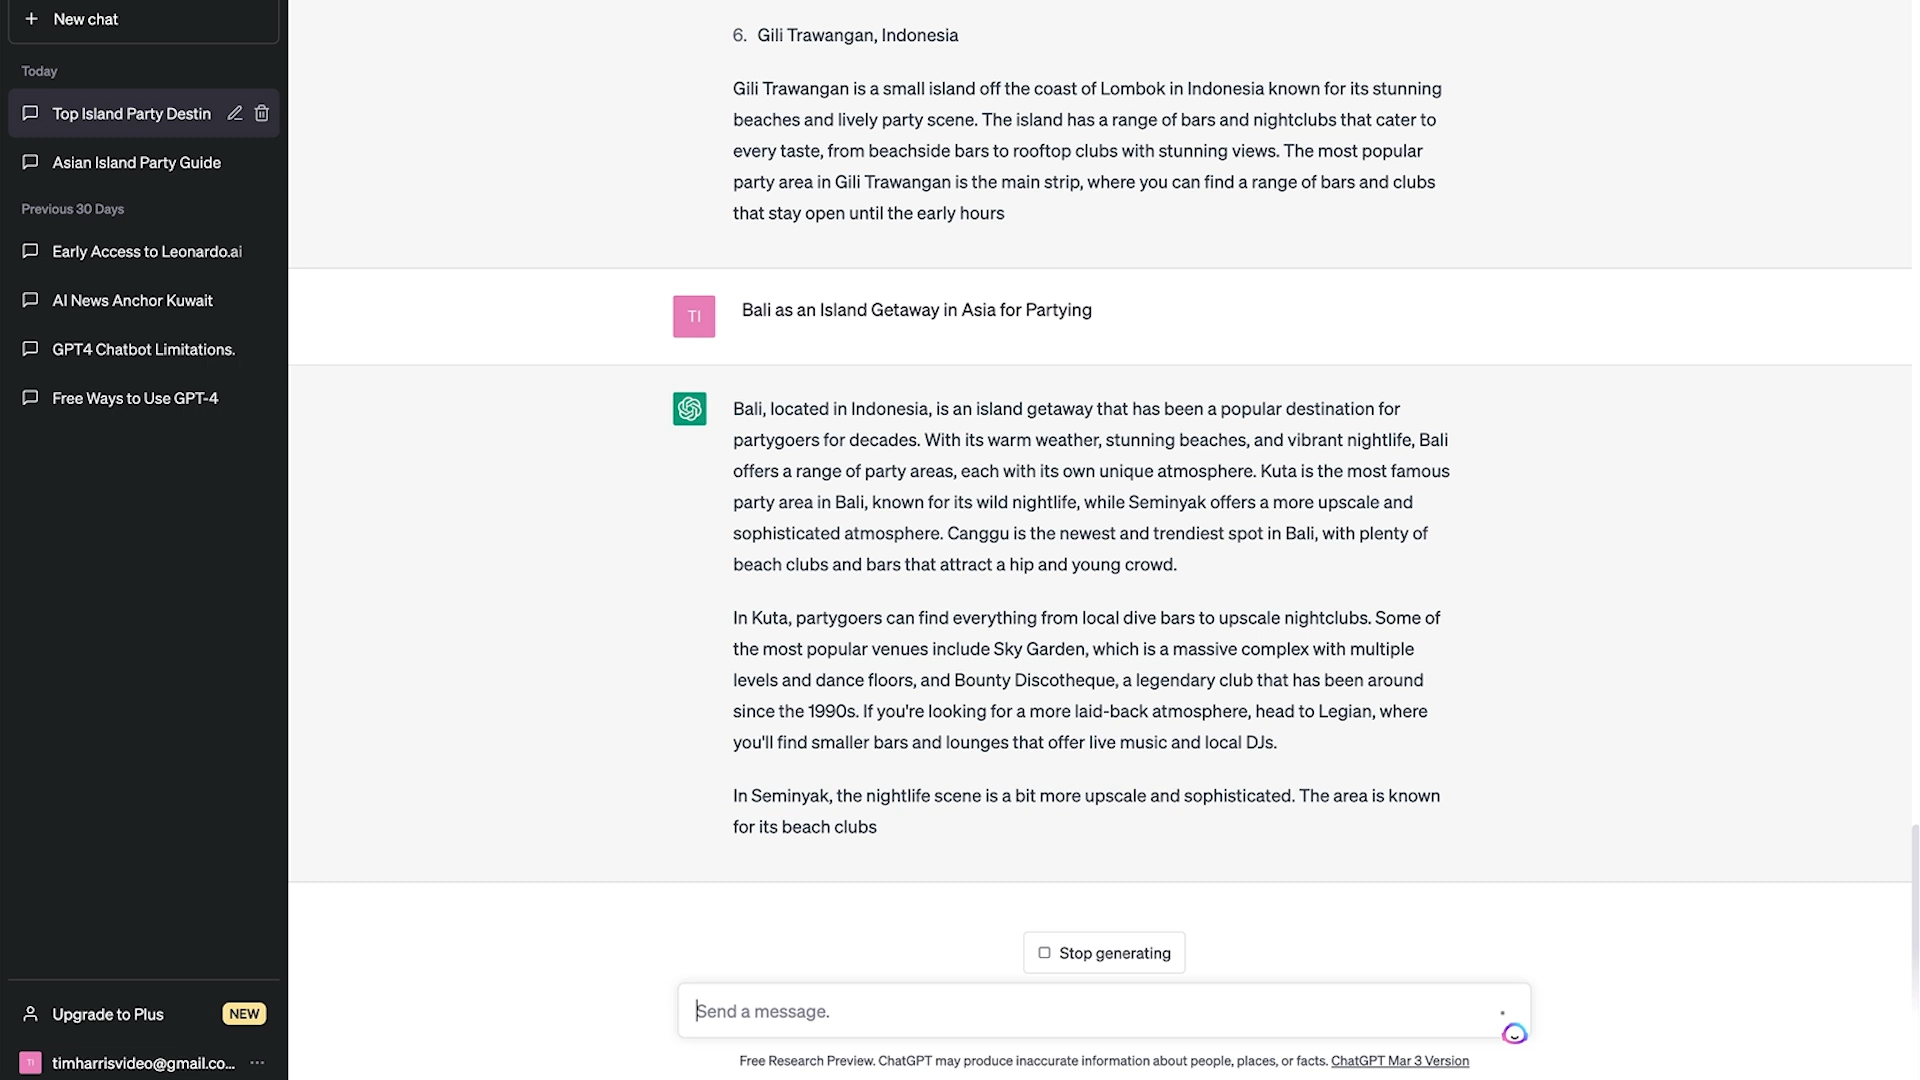 New chat
Today
Top Island Party Destin
Asian Island Party Guide
Previous 30 Days
Early Access to Leonardo.ai
AI News Anchor Kuwait
GPT4 Chatbot Limitations.
Free Ways to Use GPT-4
Upgrade to Plus NEW
TI timharrisvideo@gmail.co... ...
6. Gili Trawangan, Indonesia
Gili Trawangan is a small island off the coast of Lombok in Indonesia known for its stunning
beaches and lively party scene. The island has a range of bars and nightclubs that cater to
every taste, from beachside bars to rooftop clubs with stunning views. The most popular
party area in Gili Trawangan is the main strip, where you can find a range of bars and clubs
that stay open until the early hours
TI Bali as an Island Getaway in Asia for Partying
Bali, located in Indonesia, is an island getaway that has been a popular destination for
partygoers for decades. With its warm weather, stunning beaches, and vibrant nightlife, Bali
offers a range of party areas, each with its own unique atmosphere. Kuta is the most famous
party area in Bali, known for its wild nightlife, while Seminyak offers a more upscale and
sophisticated atmosphere. Canggu is the newest and trendiest spot in Bali, with plenty of
beach clubs and bars that attract a hip and young crowd.
In Kuta, partygoers can find everything from local dive bars to upscale nightclubs. Some of
the most popular venues include Sky Garden, which is a massive complex with multiple
levels and dance floors, and Bounty Discotheque, a legendary club that has been around
since the 1990s. If you're looking for a more laid-back atmosphere, head to Legian, where
you'll find smaller bars and lounges that offer live music and local DJs.
In Seminyak, the nightlife scene is a bit more upscale and sophisticated. The area is known
for its beach clubs
Stop generating
Send a message.
Free Research Preview. ChatGPT may produce inaccurate information about people, places, or facts. ChatGPT Mar 3 Version